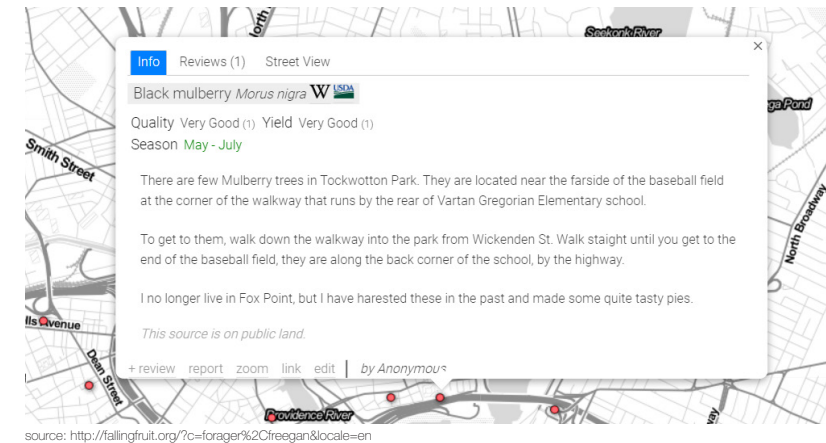 North
Seekonk River
×
Info Reviews (1) Street View
Black mulberry Morus nigra W USDA
ga Pond
Quality Very Good (1) Yield Very Good (1)
Season May - July
Smith Street
There are few Mulberry trees in Tockwotton Park. They are located near the farside of the baseball field
at the corner of the walkway that runs by the rear of Vartan Gregorian Elementary school.
North Broadway
To get to them, walk down the walkway into the park from Wickenden St. Walk staight until you get to the
end of the baseball field, they are along the back corner of the school, by the highway.
I no longer live in Fox Point, but I have harested these in the past and made some quite tasty pies.
lls Avenue
This source is on public land.
Dean Street
+ review report zoom link edit | by Anonymous
Providence River
source: http://fallingfruit.org/?c=forager%2Cfreegan&locale=en